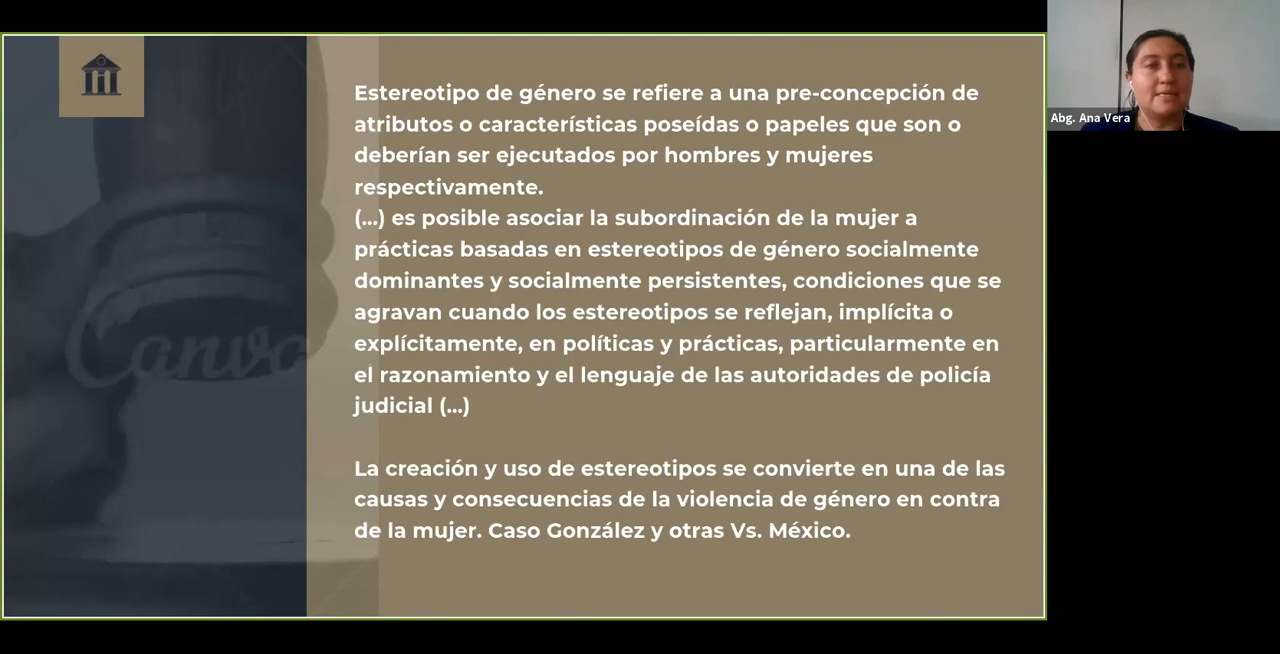 Estereotipo de género se refiere a una pre-concepción de
atributos o características poseídas o papeles que son o
deberían ser ejecutados por hombres y mujeres
respectivamente.
(...) es posible asociar la subordinación de la mujer a
prácticas basadas en estereotipos de género socialmente
dominantes y socialmente persistentes, condiciones que se
agravan cuando los estereotipos se reflejan, implícita o
explícitamente, en políticas y prácticas, particularmente en
el razonamiento y el lenguaje de las autoridades de policía
judicial (...)
La creación y uso de estereotipos se convierte en una de las
causas y consecuencias de la violencia de género en contra
de la mujer. Caso González y otras Vs. México.
Canva
Abg. Ana Vera